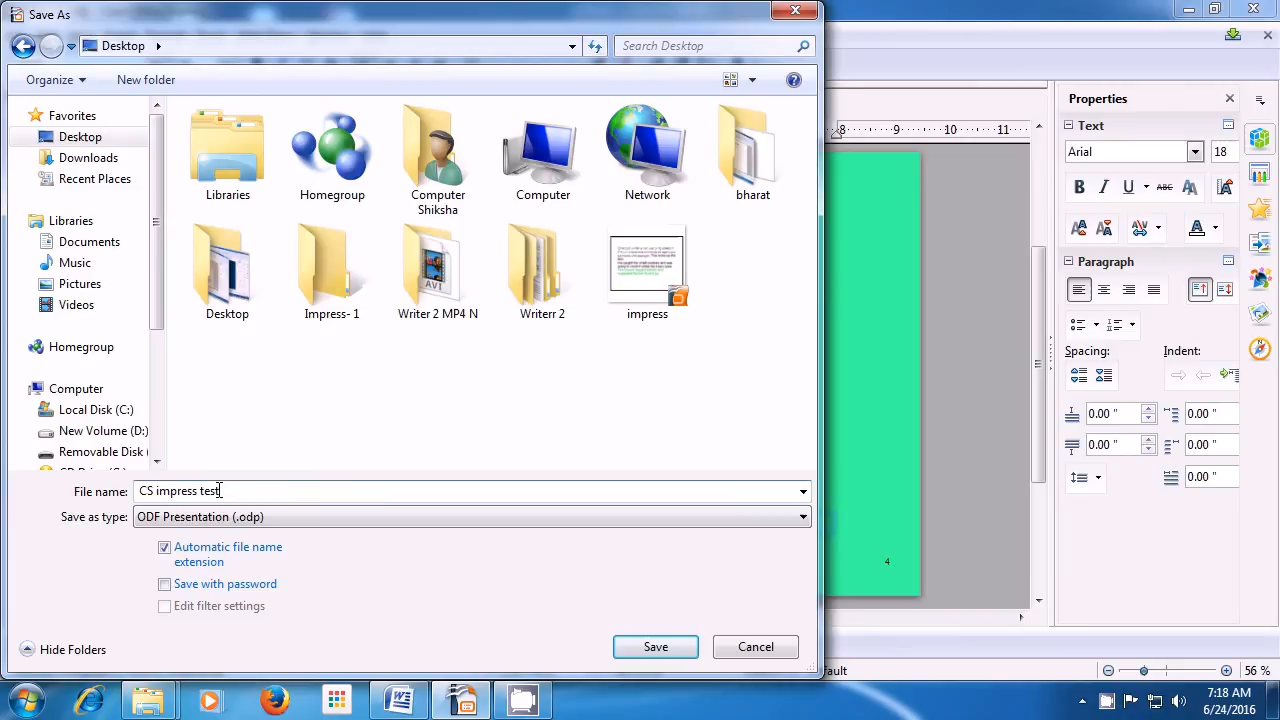 Save As
Desktop
Search Desktop
Organize
New folder
Favorites
Desktop
Downloads
Recent Places
Libraries
Documents
Music
Pictures
Videos
Homegroup
Computer
Local Disk (C:)
New Volume (D:)
Removable Disk (
Libraries
Homegroup
Computer
Shiksha
Computer
Network
bharat
Desktop
Impress- 1
AVI
Writer 2 MP4 N
Writerr 2
impress
File name:
CS impress test
Save as type:
ODF Presentation (.odp)
Automatic file name
extension
Save with password
Edit filter settings
Hide Folders
Save
Cancel
8 9 10 11
4
Properties
Text
Arial
18
ABC
A
Paragraph
Spacing:
Indent:
0.00 "
0.00 "
0.00 "
0.00 "
0.00 "
fault
56 %
7:18 AM
6/24/2016